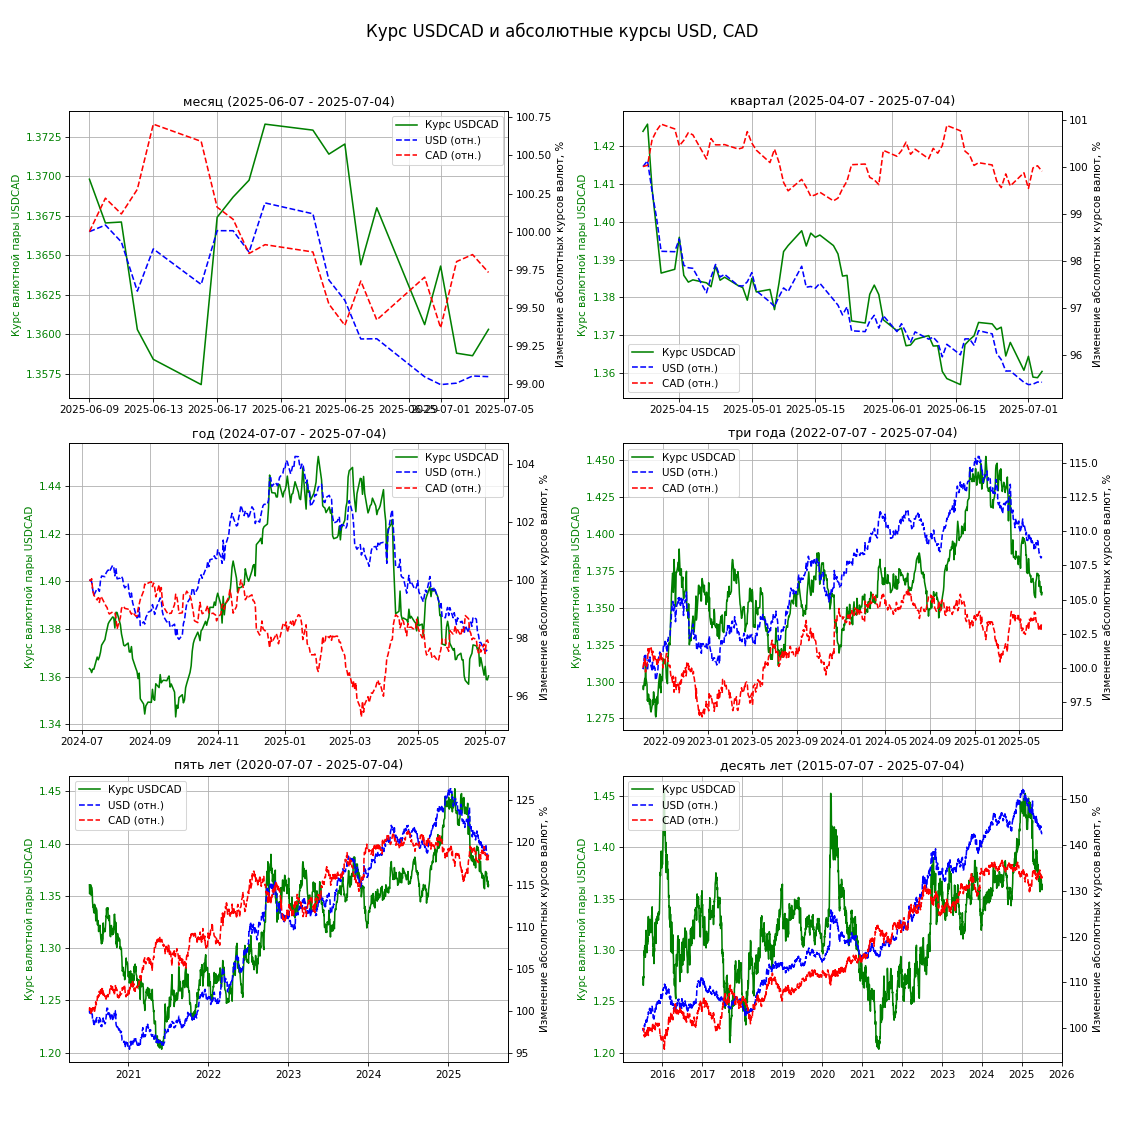 Курс USDCAD и абсолютные курсы USD, CAD
месяц (2025-06-07 - 2025-07-04)
Курс валютной пары USDCAD
1.3725
1.3700
1.3675
1.3650
1.3625
1.3600
1.3575
Курс USDCAD
USD (отн.)
CAD (отн.)
100.75
100.50
100.25
100.00
99.75
99.50
99.25
99.00
Изменение абсолютных курсов валют, %
2025-06-09 2025-06-13 2025-06-17 2025-06-21 2025-06-25 2025-06-29 2025-07-01 2025-07-05
квартал (2025-04-07 - 2025-07-04)
Курс валютной пары USDCAD
1.42
1.41
1.40
1.39
1.38
1.37
1.36
Курс USDCAD
USD (отн.)
CAD (отн.)
101
100
99
98
97
96
Изменение абсолютных курсов валют, %
2025-04-15 2025-05-01 2025-05-15 2025-06-01 2025-06-15 2025-07-01
год (2024-07-07 - 2025-07-04)
Курс валютной пары USDCAD
1.44
1.42
1.40
1.38
1.36
1.34
Курс USDCAD
USD (отн.)
CAD (отн.)
104
102
100
98
96
Изменение абсолютных курсов валют, %
2024-07 2024-09 2024-11 2025-01 2025-03 2025-05 2025-07
три года (2022-07-07 - 2025-07-04)
Курс валютной пары USDCAD
1.450
1.425
1.400
1.375
1.350
1.325
1.300
1.275
Курс USDCAD
USD (отн.)
CAD (отн.)
115.0
112.5
110.0
107.5
105.0
102.5
100.0
97.5
Изменение абсолютных курсов валют, %
2022-09 2023-01 2023-05 2023-09 2024-01 2024-05 2024-09 2025-01 2025-05
пять лет (2020-07-07 - 2025-07-04)
Курс валютной пары USDCAD
1.45
1.40
1.35
1.30
1.25
1.20
Курс USDCAD
USD (отн.)
CAD (отн.)
125
120
115
110
105
100
95
Изменение абсолютных курсов валют, %
2021 2022 2023 2024 2025
десять лет (2015-07-07 - 2025-07-04)
Курс валютной пары USDCAD
1.45
1.40
1.35
1.30
1.25
1.20
Курс USDCAD
USD (отн.)
CAD (отн.)
150
140
130
120
110
100
Изменение абсолютных курсов валют, %
2016 2017 2018 2019 2020 2021 2022 2023 2024 2025 2026